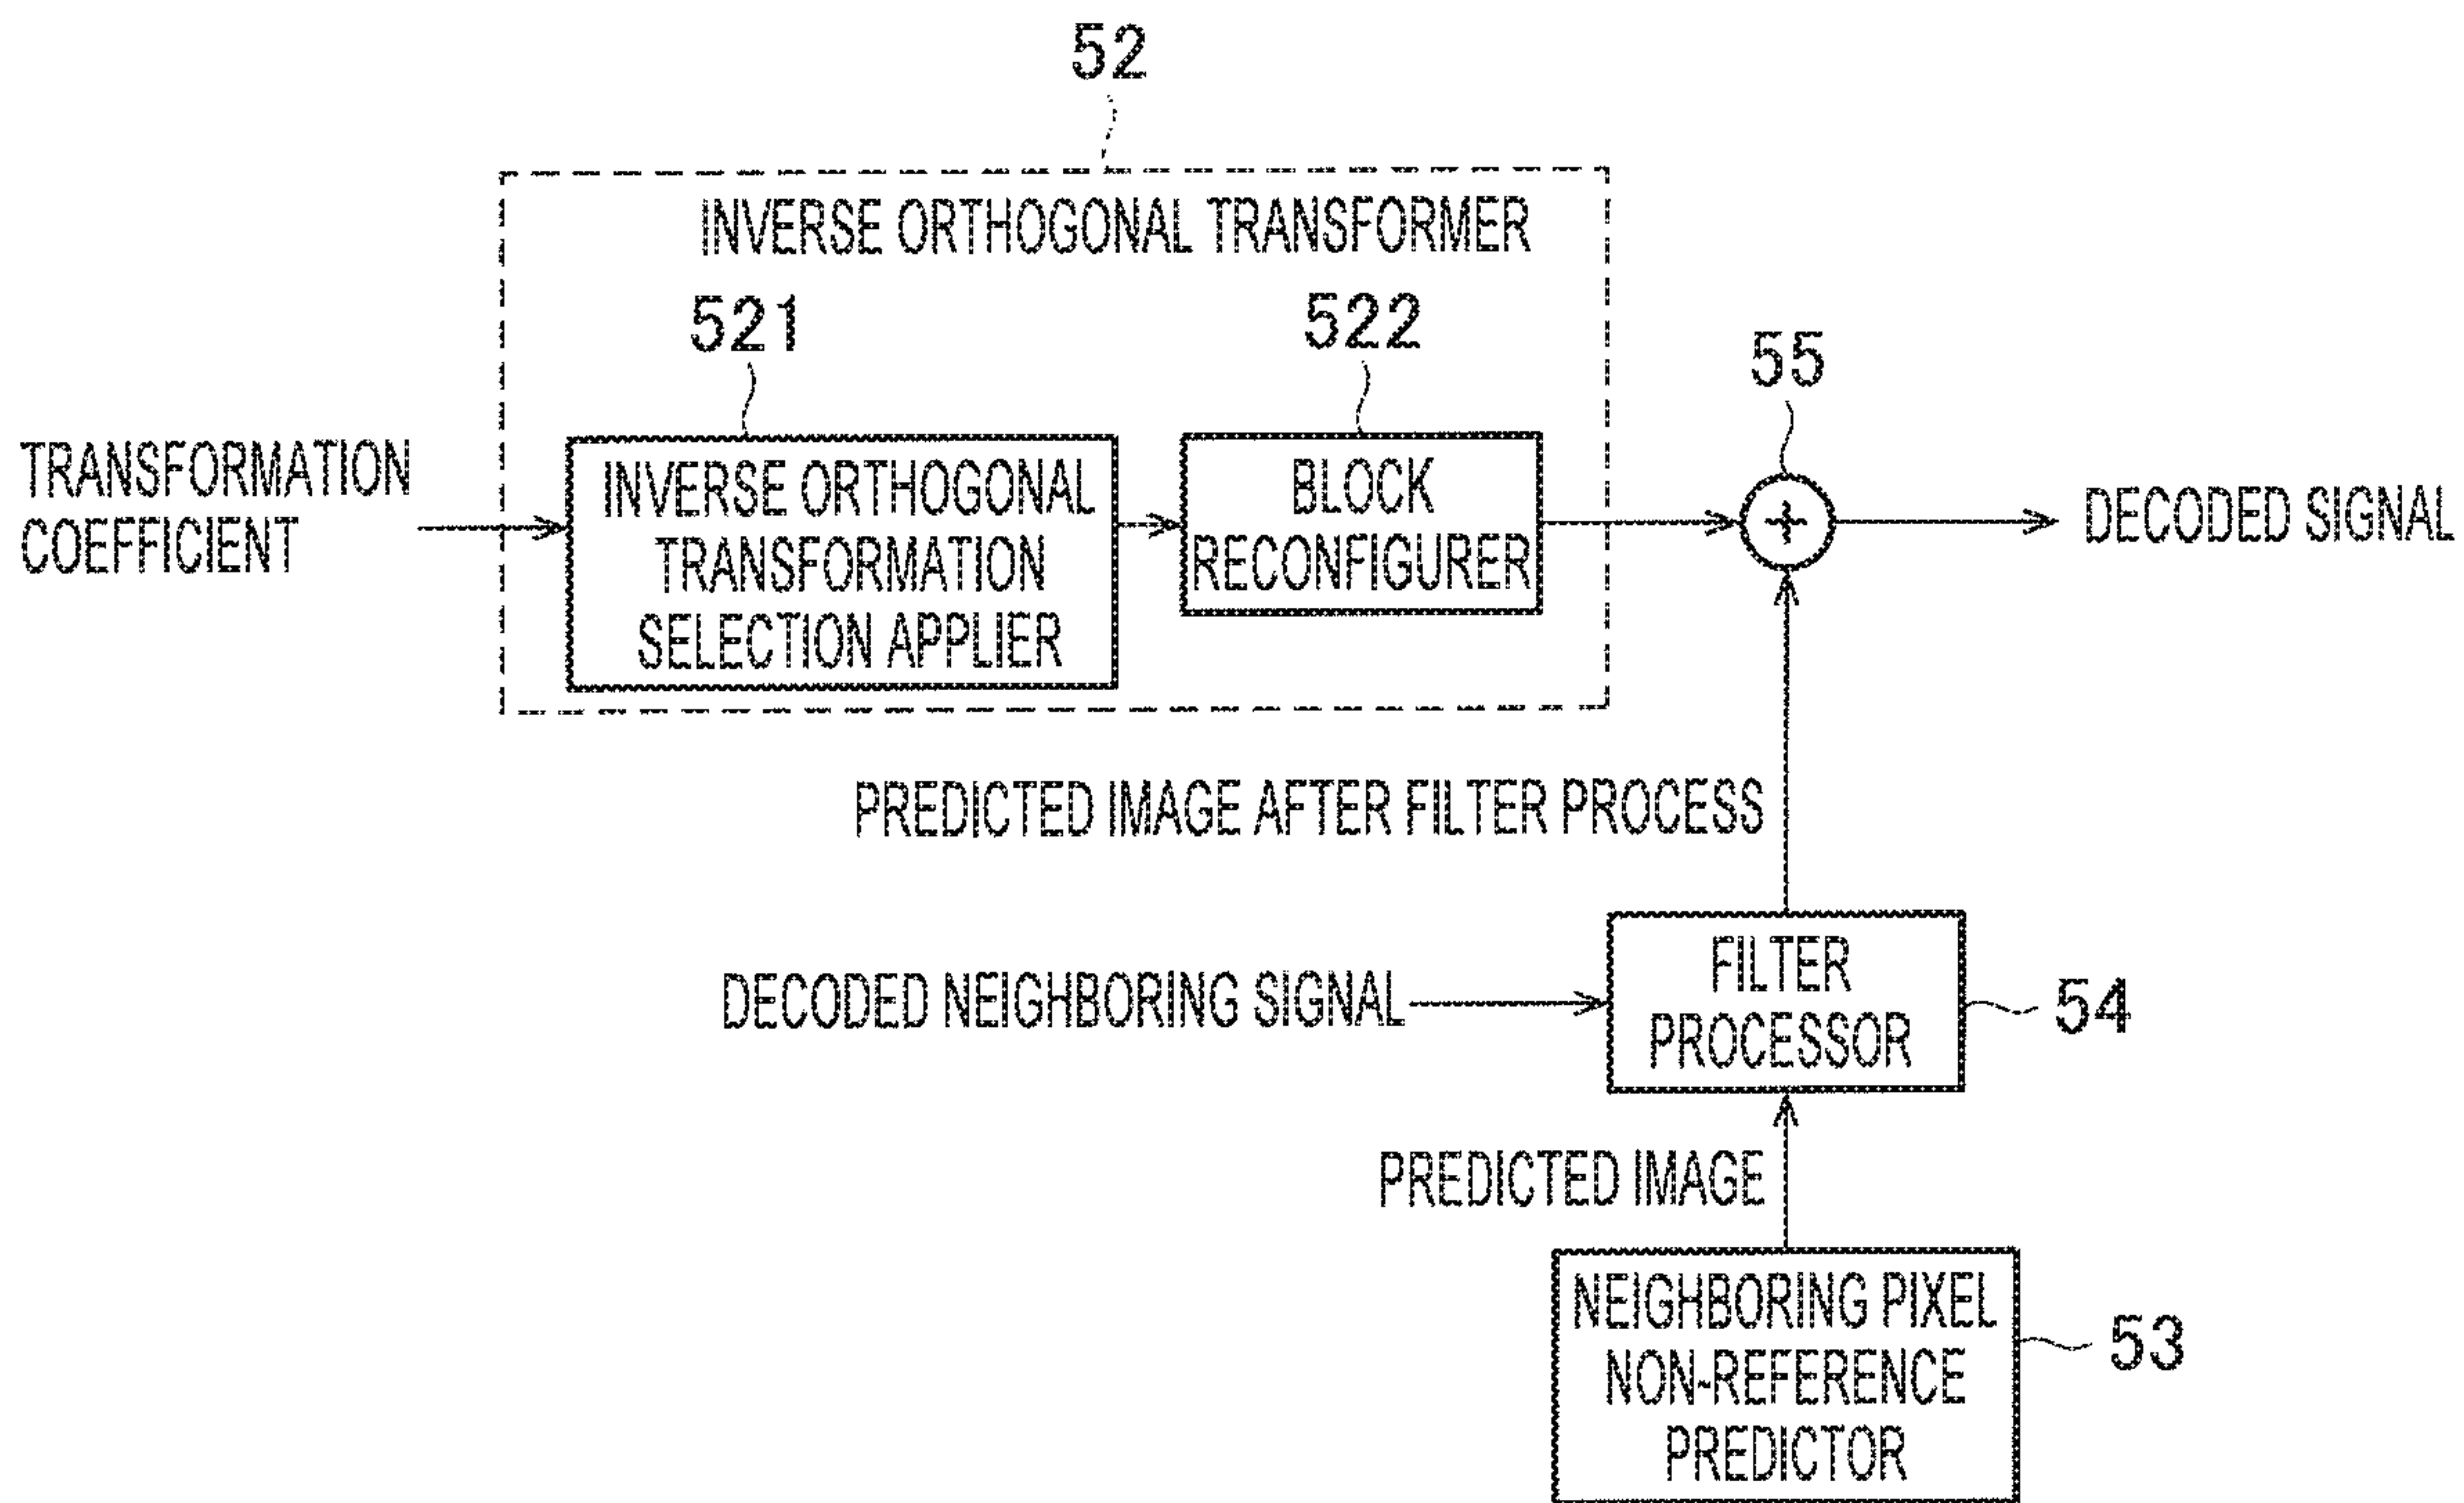 52
INVERSE ORTHOGONAL TRANSFORMER
521
522
55
TRANSFORMATION
COEFFICIENT
INVERSE ORTHOGONAL
TRANSFORMATION
SELECTION APPLIER
BLOCK
RECONFIGURER
+
DECODED SIGNAL
PREDICTED IMAGE AFTER FILTER PROCESS
DECODED NEIGHBORING SIGNAL
FILTER
PROCESSOR
54
PREDICTED IMAGE
NEIGHBORING PIXEL
NON-REFERENCE
PREDICTOR
53